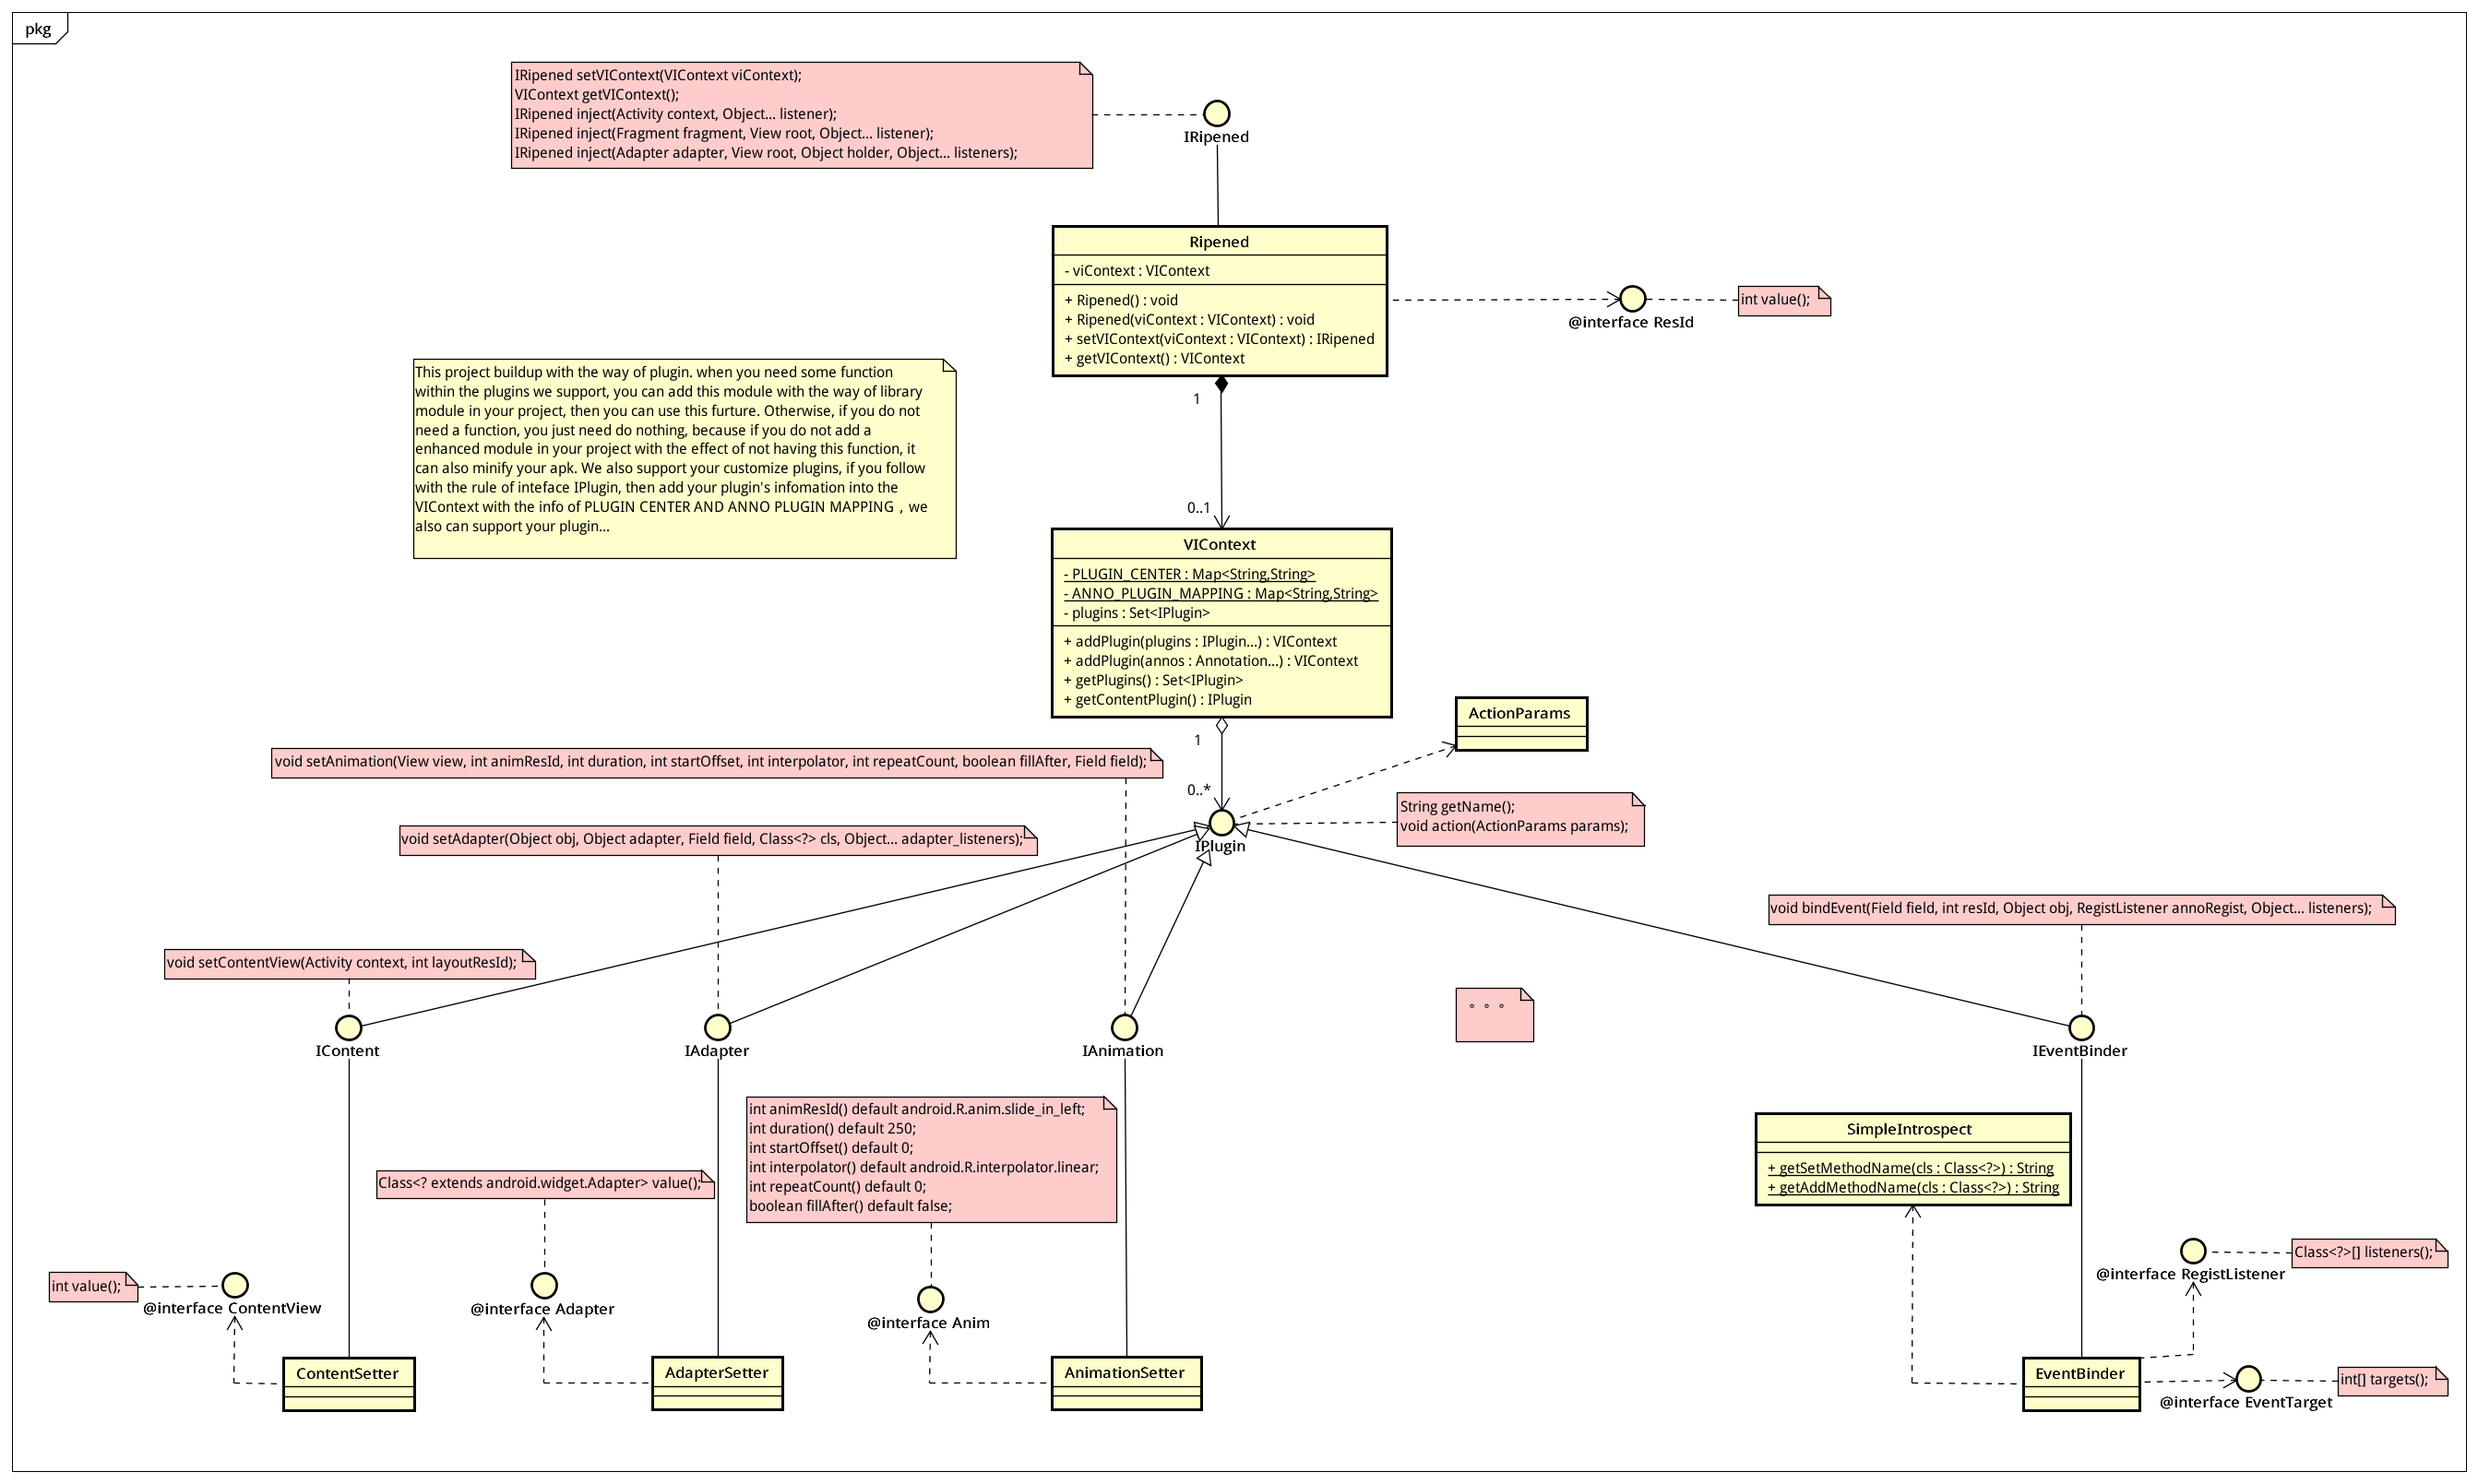 pkg
IRipened setVIContext(VIContext viContext);
VIContext getVIContext();
IRipened inject(Activity context, Object... listener);
IRipened inject(Fragment fragment, View root, Object... listener);
IRipened inject(Adapter adapter, View root, Object holder, Object... listeners);
IRipened
Ripened
- viContext : VIContext
+ Ripened() : void
+ Ripened(viContext : VIContext) : void
+ setVIContext(viContext : VIContext) : IRipened
+ getVIContext() : VIContext
@interface ResId
int value();
This project buildup with the way of plugin. when you need some function
within the plugins we support, you can add this module with the way of library
module in your project, then you can use this furture. Otherwise, if you do not
need a function, you just need do nothing, because if you do not add a
enhanced module in your project with the effect of not having this function, it
can also minify your apk. We also support your customize plugins, if you follow
with the rule of inteface IPlugin, then add your plugin's infomation into the
VIContext with the info of PLUGIN CENTER AND ANNO PLUGIN MAPPING，we
also can support your plugin...
1
0..1
VIContext
- PLUGIN_CENTER : Map<String,String>
- ANNO_PLUGIN_MAPPING : Map<String,String>
- plugins : Set<IPlugin>
+ addPlugin(plugins : IPlugin...) : VIContext
+ addPlugin(annos : Annotation...) : VIContext
+ getPlugins() : Set<IPlugin>
+ getContentPlugin() : IPlugin
ActionParams
1
0..*
void setAnimation(View view, int animResId, int duration, int startOffset, int interpolator, int repeatCount, boolean fillAfter, Field field);
String getName();
void action(ActionParams params);
void setAdapter(Object obj, Object adapter, Field field, Class<?> cls, Object... adapter_listeners);
IPlugin
void bindEvent(Field field, int resId, Object obj, RegistListener annoRegist, Object... listeners);
void setContentView(Activity context, int layoutResId);
。。。
IContent
IAdapter
IAnimation
IEventBinder
int animResId() default android.R.anim.slide_in_left;
int duration() default 250;
int startOffset() default 0;
int interpolator() default android.R.interpolator.linear;
int repeatCount() default 0;
boolean fillAfter() default false;
SimpleIntrospect
+ getSetMethodName(cls : Class<?>) : String
+ getAddMethodName(cls : Class<?>) : String
Class<? extends android.widget.Adapter> value();
int value();
@interface ContentView
@interface Adapter
@interface Anim
@interface RegistListener
Class<?>[] listeners();
ContentSetter
AdapterSetter
AnimationSetter
EventBinder
@interface EventTarget
int[] targets();